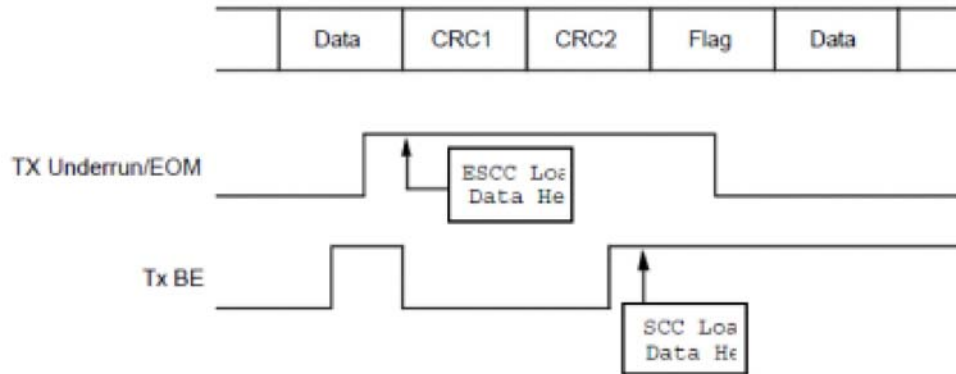 Data CRC1 CRC2 Flag Data
TX Underrun/EOM
ESCC Loa
Data He
Tx BE
SCC Loa
Data He